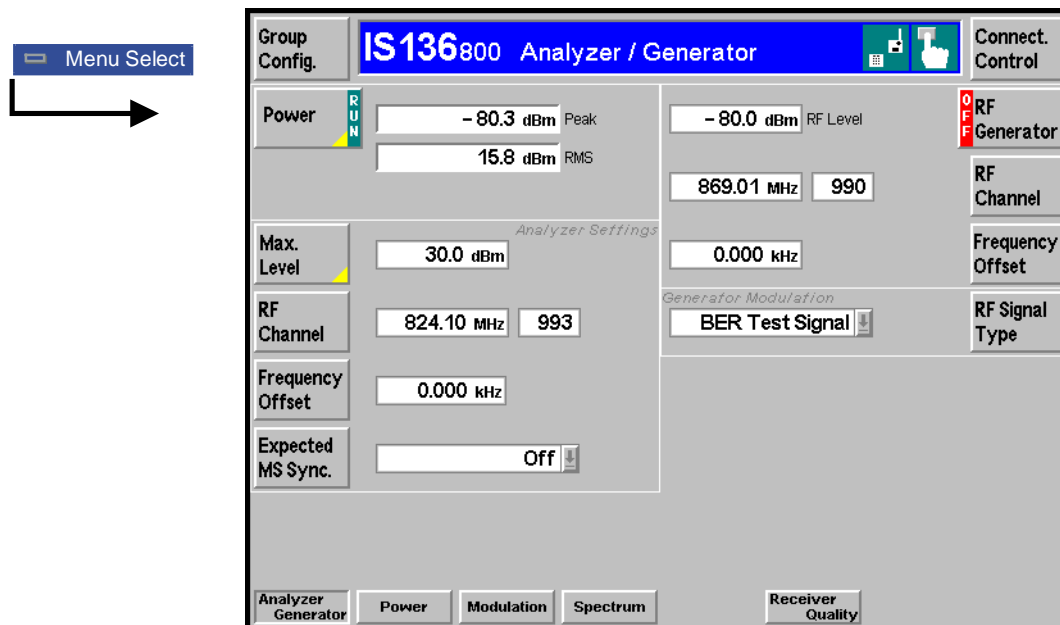 Menu Select
Group
Config.
IS136800 Analyzer / Generator
Connect.
Control
Power
RUN
– 80.3 dBm Peak
15.8 dBm RMS
– 80.0 dBm RF Level
OFF
RF
Generator
869.01 MHz 990
RF
Channel
Analyzer Settings
Max.
Level
30.0 dBm
0.000 kHz
Frequency
Offset
RF
Channel
824.10 MHz 993
Generator Modulation
BER Test Signal
RF Signal
Type
Frequency
Offset
0.000 kHz
Expected
MS Sync.
Off
Analyzer
Generator
Power
Modulation
Spectrum
Receiver
Quality